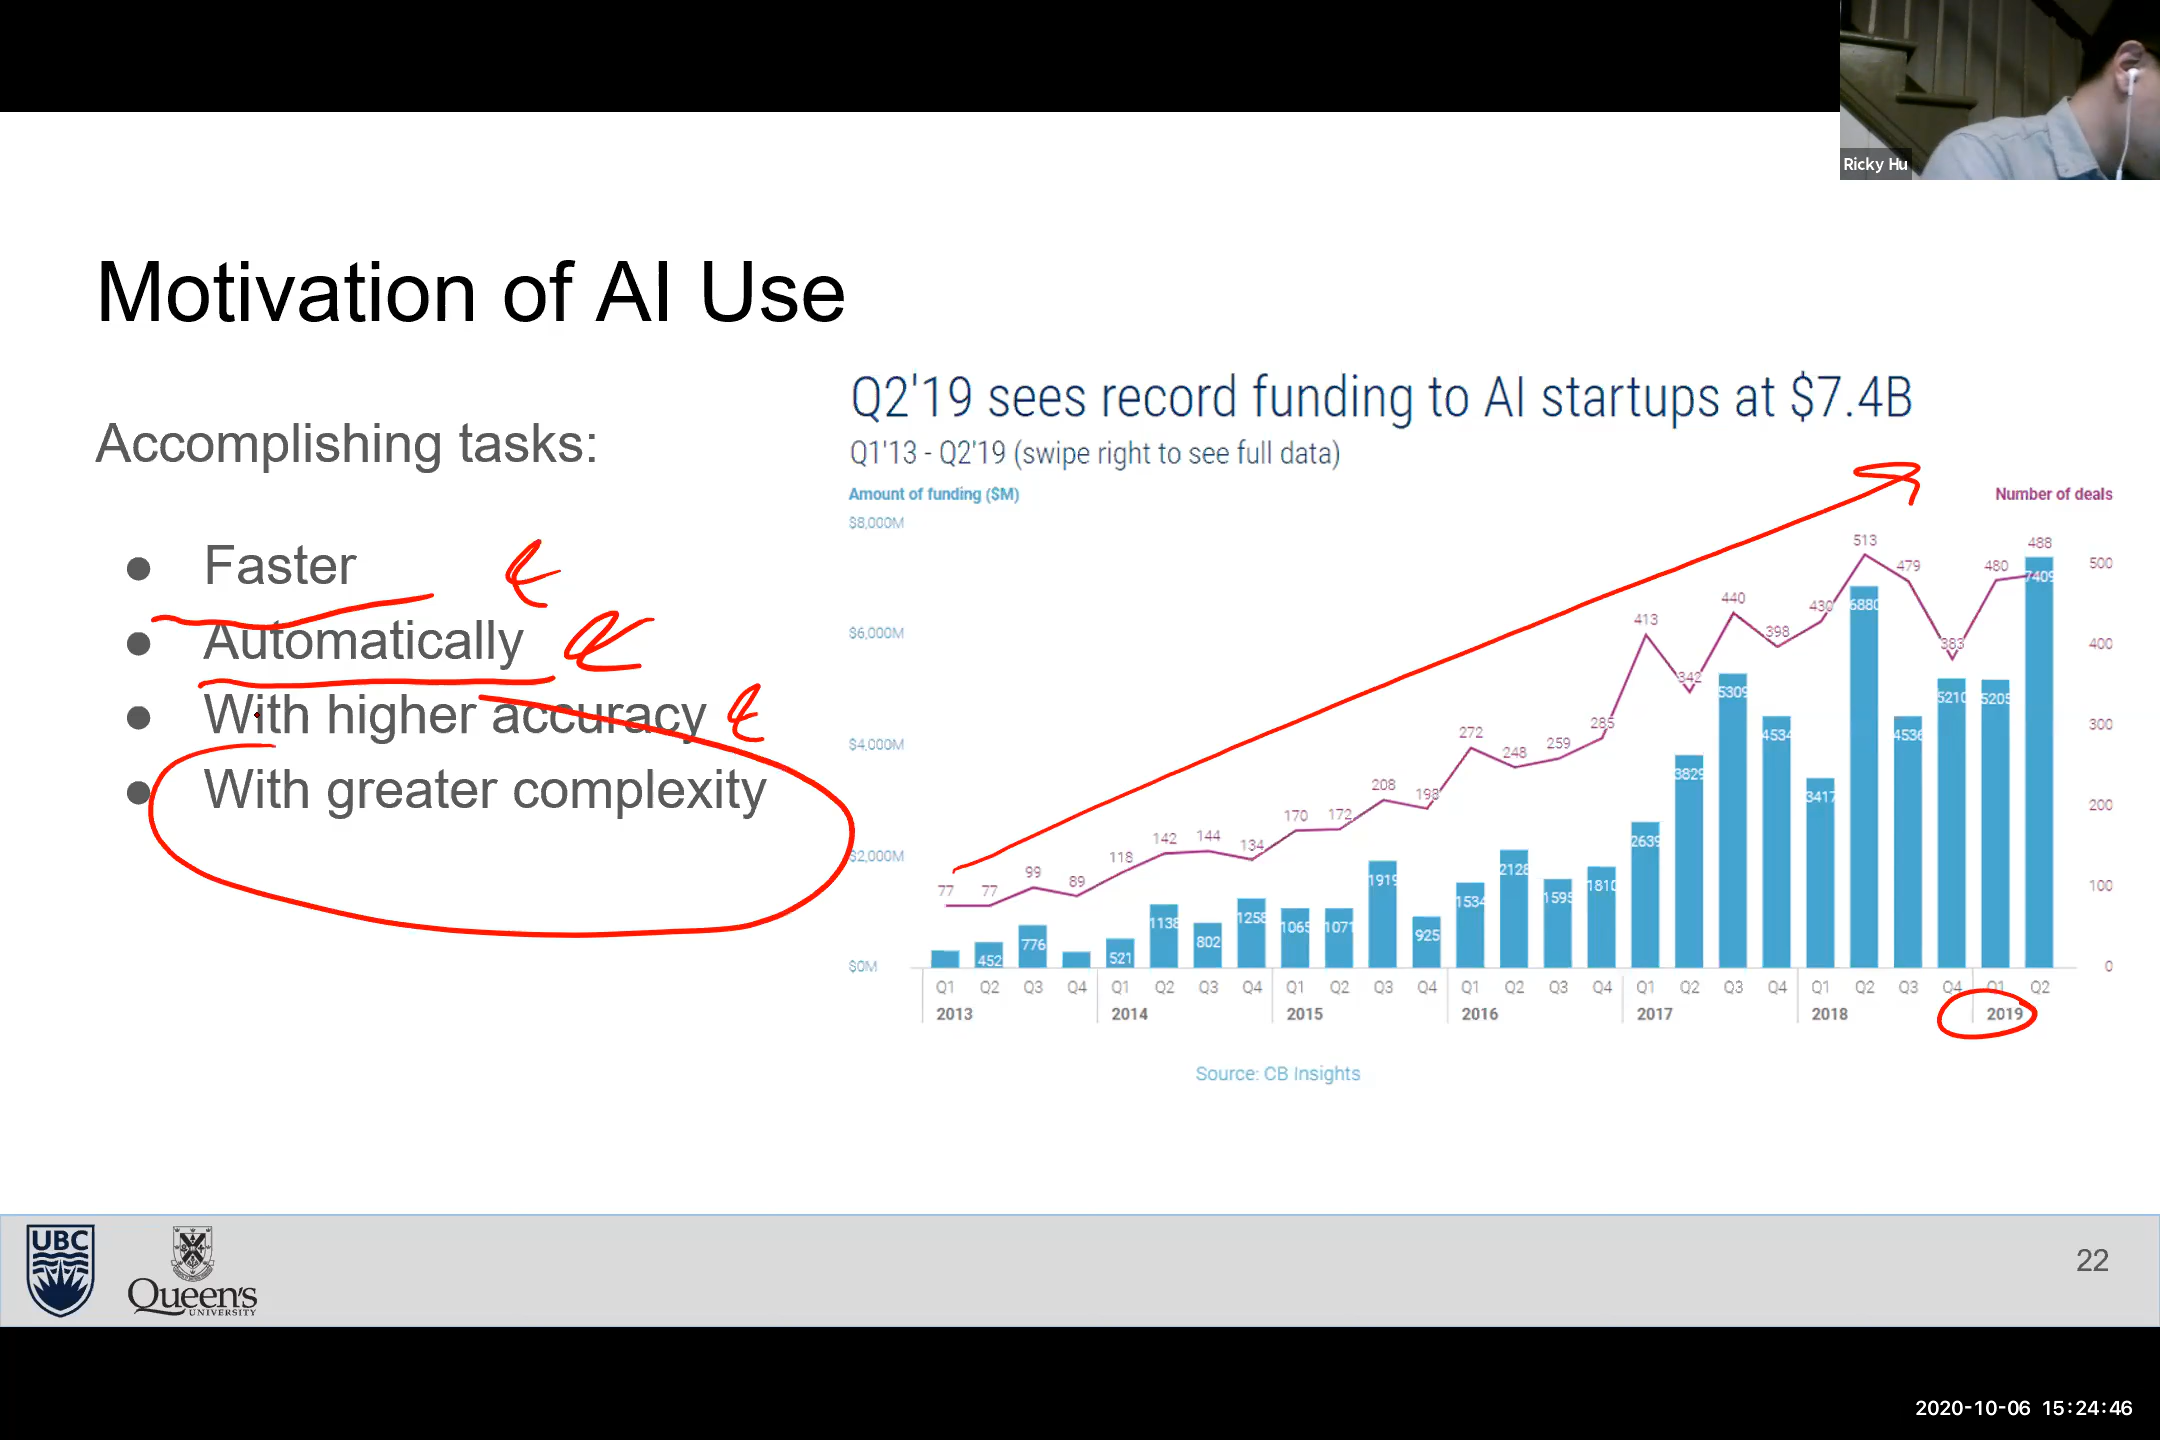 Ricky Hu
Motivation of AI Use
Accomplishing tasks:
● Faster
● Automatically
● With higher accuracy
● With greater complexity
Q2'19 sees record funding to AI startups at $7.4B
Q1'13 - Q2'19 (swipe right to see full data)
Amount of funding ($M)
Number of deals
$8,000M
$6,000M
$4,000M
$2,000M
$0M
500
400
300
200
100
0
77 77 99 89 118 142 144 134 170 172 208 198 272 248 259 285 413 342 440 398 430 513 479 383 480 488
452 776 521 1138 802 1258 1065 1071 1919 925 1534 2128 1595 1810 2639 3829 5309 4534 3417 6880 4536 5210 5205 7409
Q1 Q2 Q3 Q4 Q1 Q2 Q3 Q4 Q1 Q2 Q3 Q4 Q1 Q2 Q3 Q4 Q1 Q2 Q3 Q4 Q1 Q2 Q3 Q4 Q1 Q2
2013 2014 2015 2016 2017 2018 2019
Source: CB Insights
UBC
Queen's
UNIVERSITY
22
2020-10-06 15:24:46